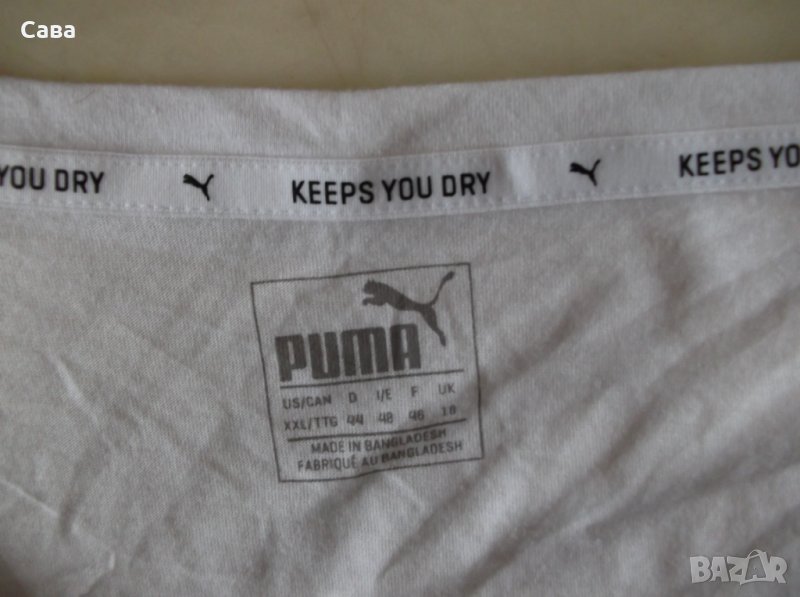 Сава
YOU DRY KEEPS YOU DRY KEEPS YO
PUMA
US/CAN D I/E F UK
XXL/TTG 44 48 46 18
MADE IN BANGLADESH
FABRIQUÉ AU BANGLADESH
BAZAR